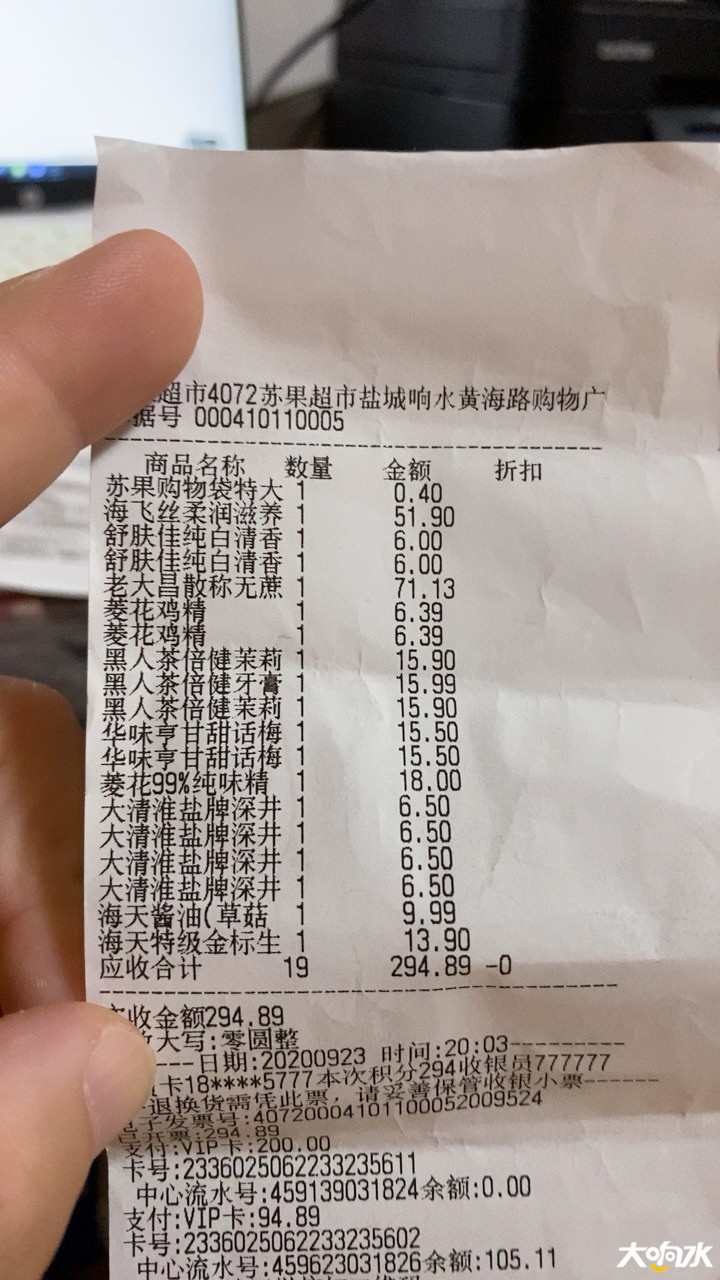 超市4072苏果超市盐城响水黄海路购物广
据号 000410110005
商品名称 数量 金额 折扣
苏果购物袋特大 1 0.40
海飞丝柔润滋养 1 51.90
舒肤佳纯白清香 1 6.00
舒肤佳纯白清香 1 6.00
老大昌散称无蔗 1 71.13
菱花鸡精 1 6.39
菱花鸡精 1 6.39
黑人茶倍健茉莉 1 15.90
黑人茶倍健牙膏 1 15.99
黑人茶倍健茉莉 1 15.90
华味亨甘甜话梅 1 15.50
华味亨甘甜话梅 1 15.50
菱花99%纯味精 1 18.00
大清淮盐牌深井 1 6.50
大清淮盐牌深井 1 6.50
大清淮盐牌深井 1 6.50
大清淮盐牌深井 1 6.50
海天酱油(草菇 1 9.99
海天特级金标生 1 13.90
应收合计 19 294.89 -0
收金额294.89
大写:零圆整
----日期:20200923 时间:20:03---------
卡18****5777本次积分294收银员777777
退换货需凭此票，请妥善保管收银小票------
子发票号:4072000410110005200952​4
开票:294.89
支付:VIP卡:200.00
卡号:2336025062233235611
中心流水号:459139031824余额:0.00
支付:VIP卡:94.89
卡号:2336025062233235602
中心流水号:459623031826余额:105.11
大响水